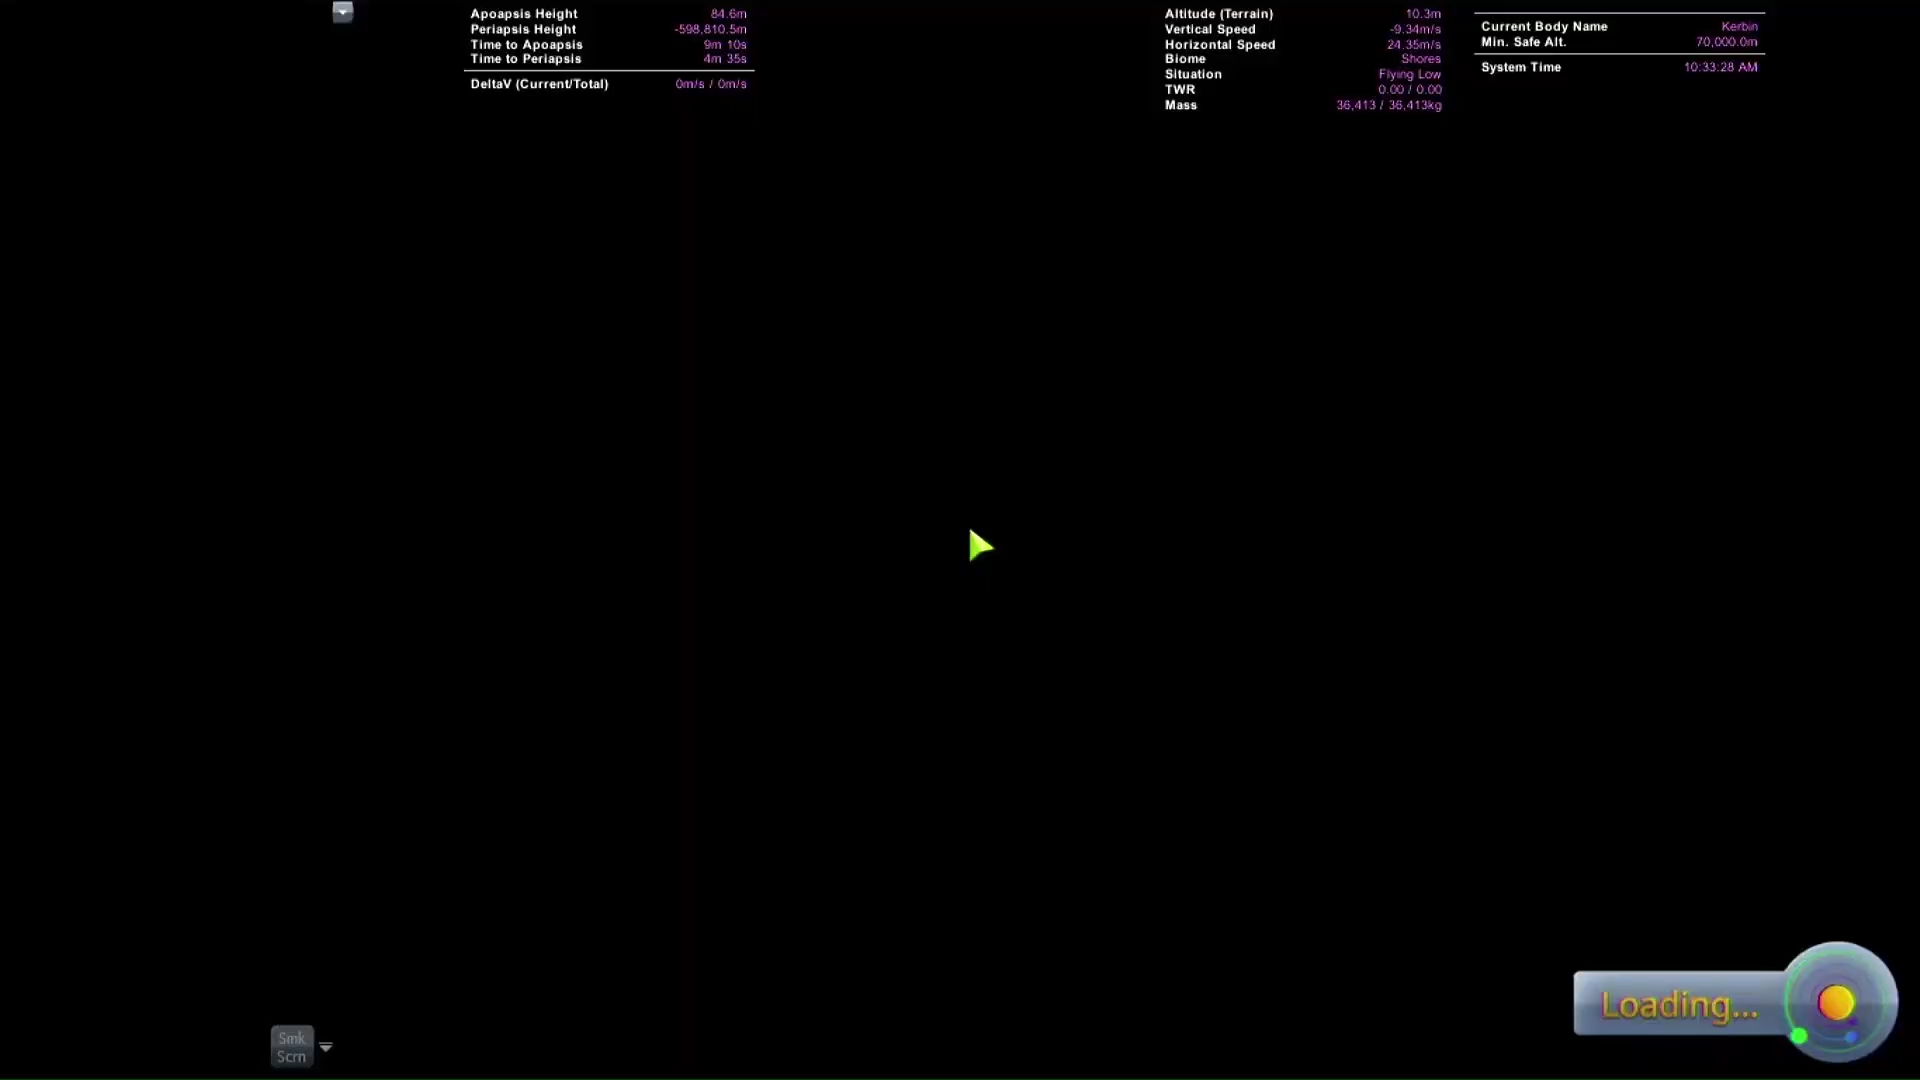 Apoapsis Height 84.6m
Periapsis Height -598,810.5m
Time to Apoapsis 9m 10s
Time to Periapsis 4m 35s
DeltaV (Current/Total) 0m/s / 0m/s
Altitude (Terrain) 10.3m
Vertical Speed -9.34m/s
Horizontal Speed 24.35m/s
Biome Shores
Situation Flying Low
TWR 0.00 / 0.00
Mass 36,413 / 36,413kg
Current Body Name Kerbin
Min. Safe Alt. 70,000.0m
System Time 10:33:28 AM
Smk
Scrn
Loading...